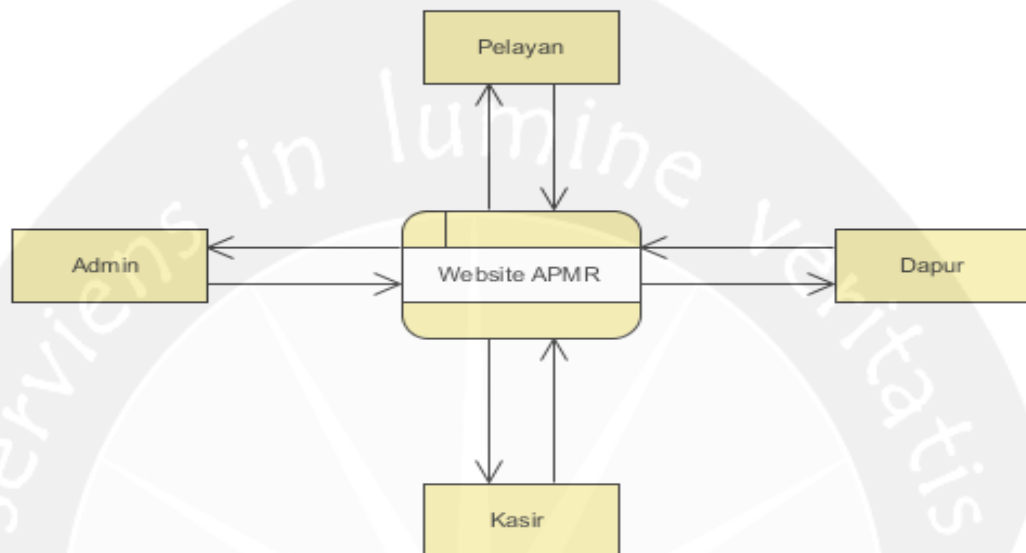 Pelayan
serviens in lumine veritatis
Admin
Website APMR
Dapur
Kasir